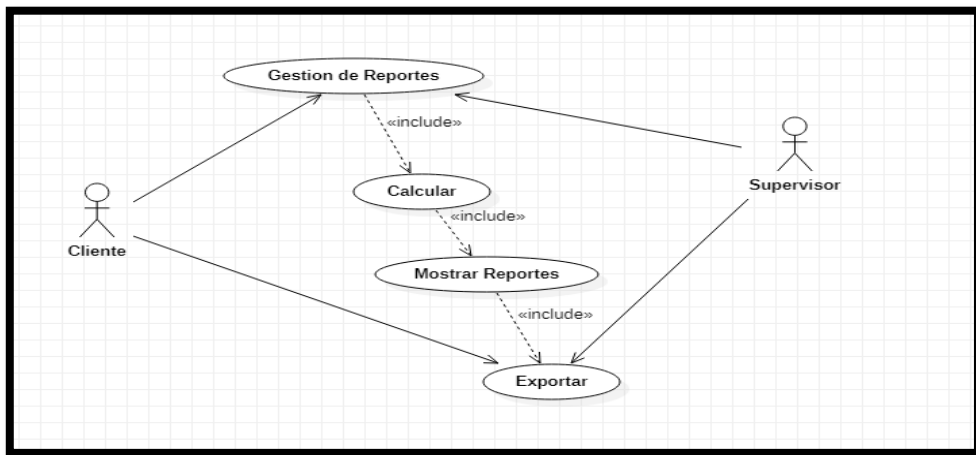 Gestion de Reportes
«include»
Calcular
Supervisor
«include»
Cliente
Mostrar Reportes
«include»
Exportar